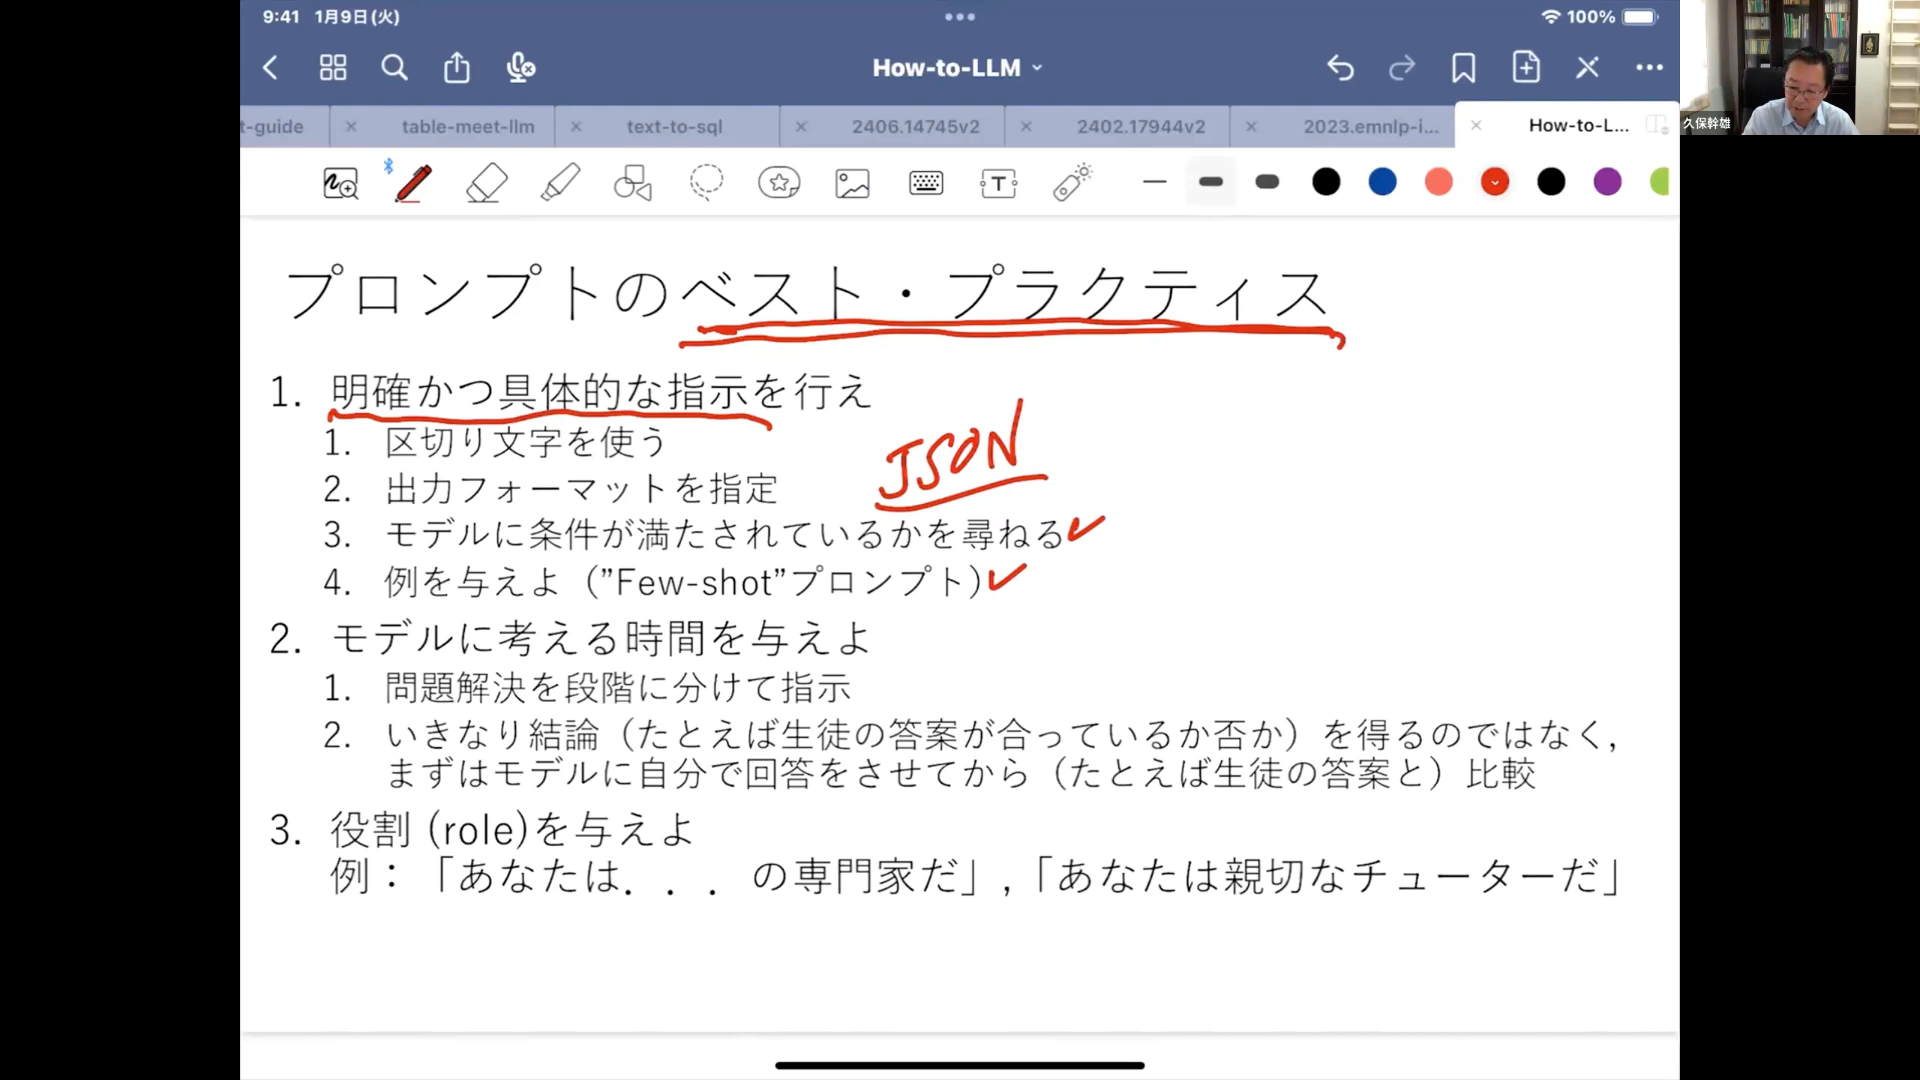 9:41 1月9日(火)
100%
How-to-LLM
t-guide
table-meet-llm
text-to-sql
2406.14745v2
2402.17944v2
2023.emnlp-i...
How-to-L...
久保幹雄
T
プロンプトのベスト・プラクティス
1. 明確かつ具体的な指示を行え
1. 区切り文字を使う
JSON
2. 出力フォーマットを指定
3. モデルに条件が満たされているかを尋ねる
4. 例を与えよ (”Few-shot”プロンプト)
2. モデルに考える時間を与えよ
1. 問題解決を段階に分けて指示
2. いきなり結論（たとえば生徒の答案が合っているか否か）を得るのではなく,
まずはモデルに自分で回答をさせてから（たとえば生徒の答案と）比較
3. 役割 (role)を与えよ
例：「あなたは．．．の専門家だ」,「あなたは親切なチューターだ」